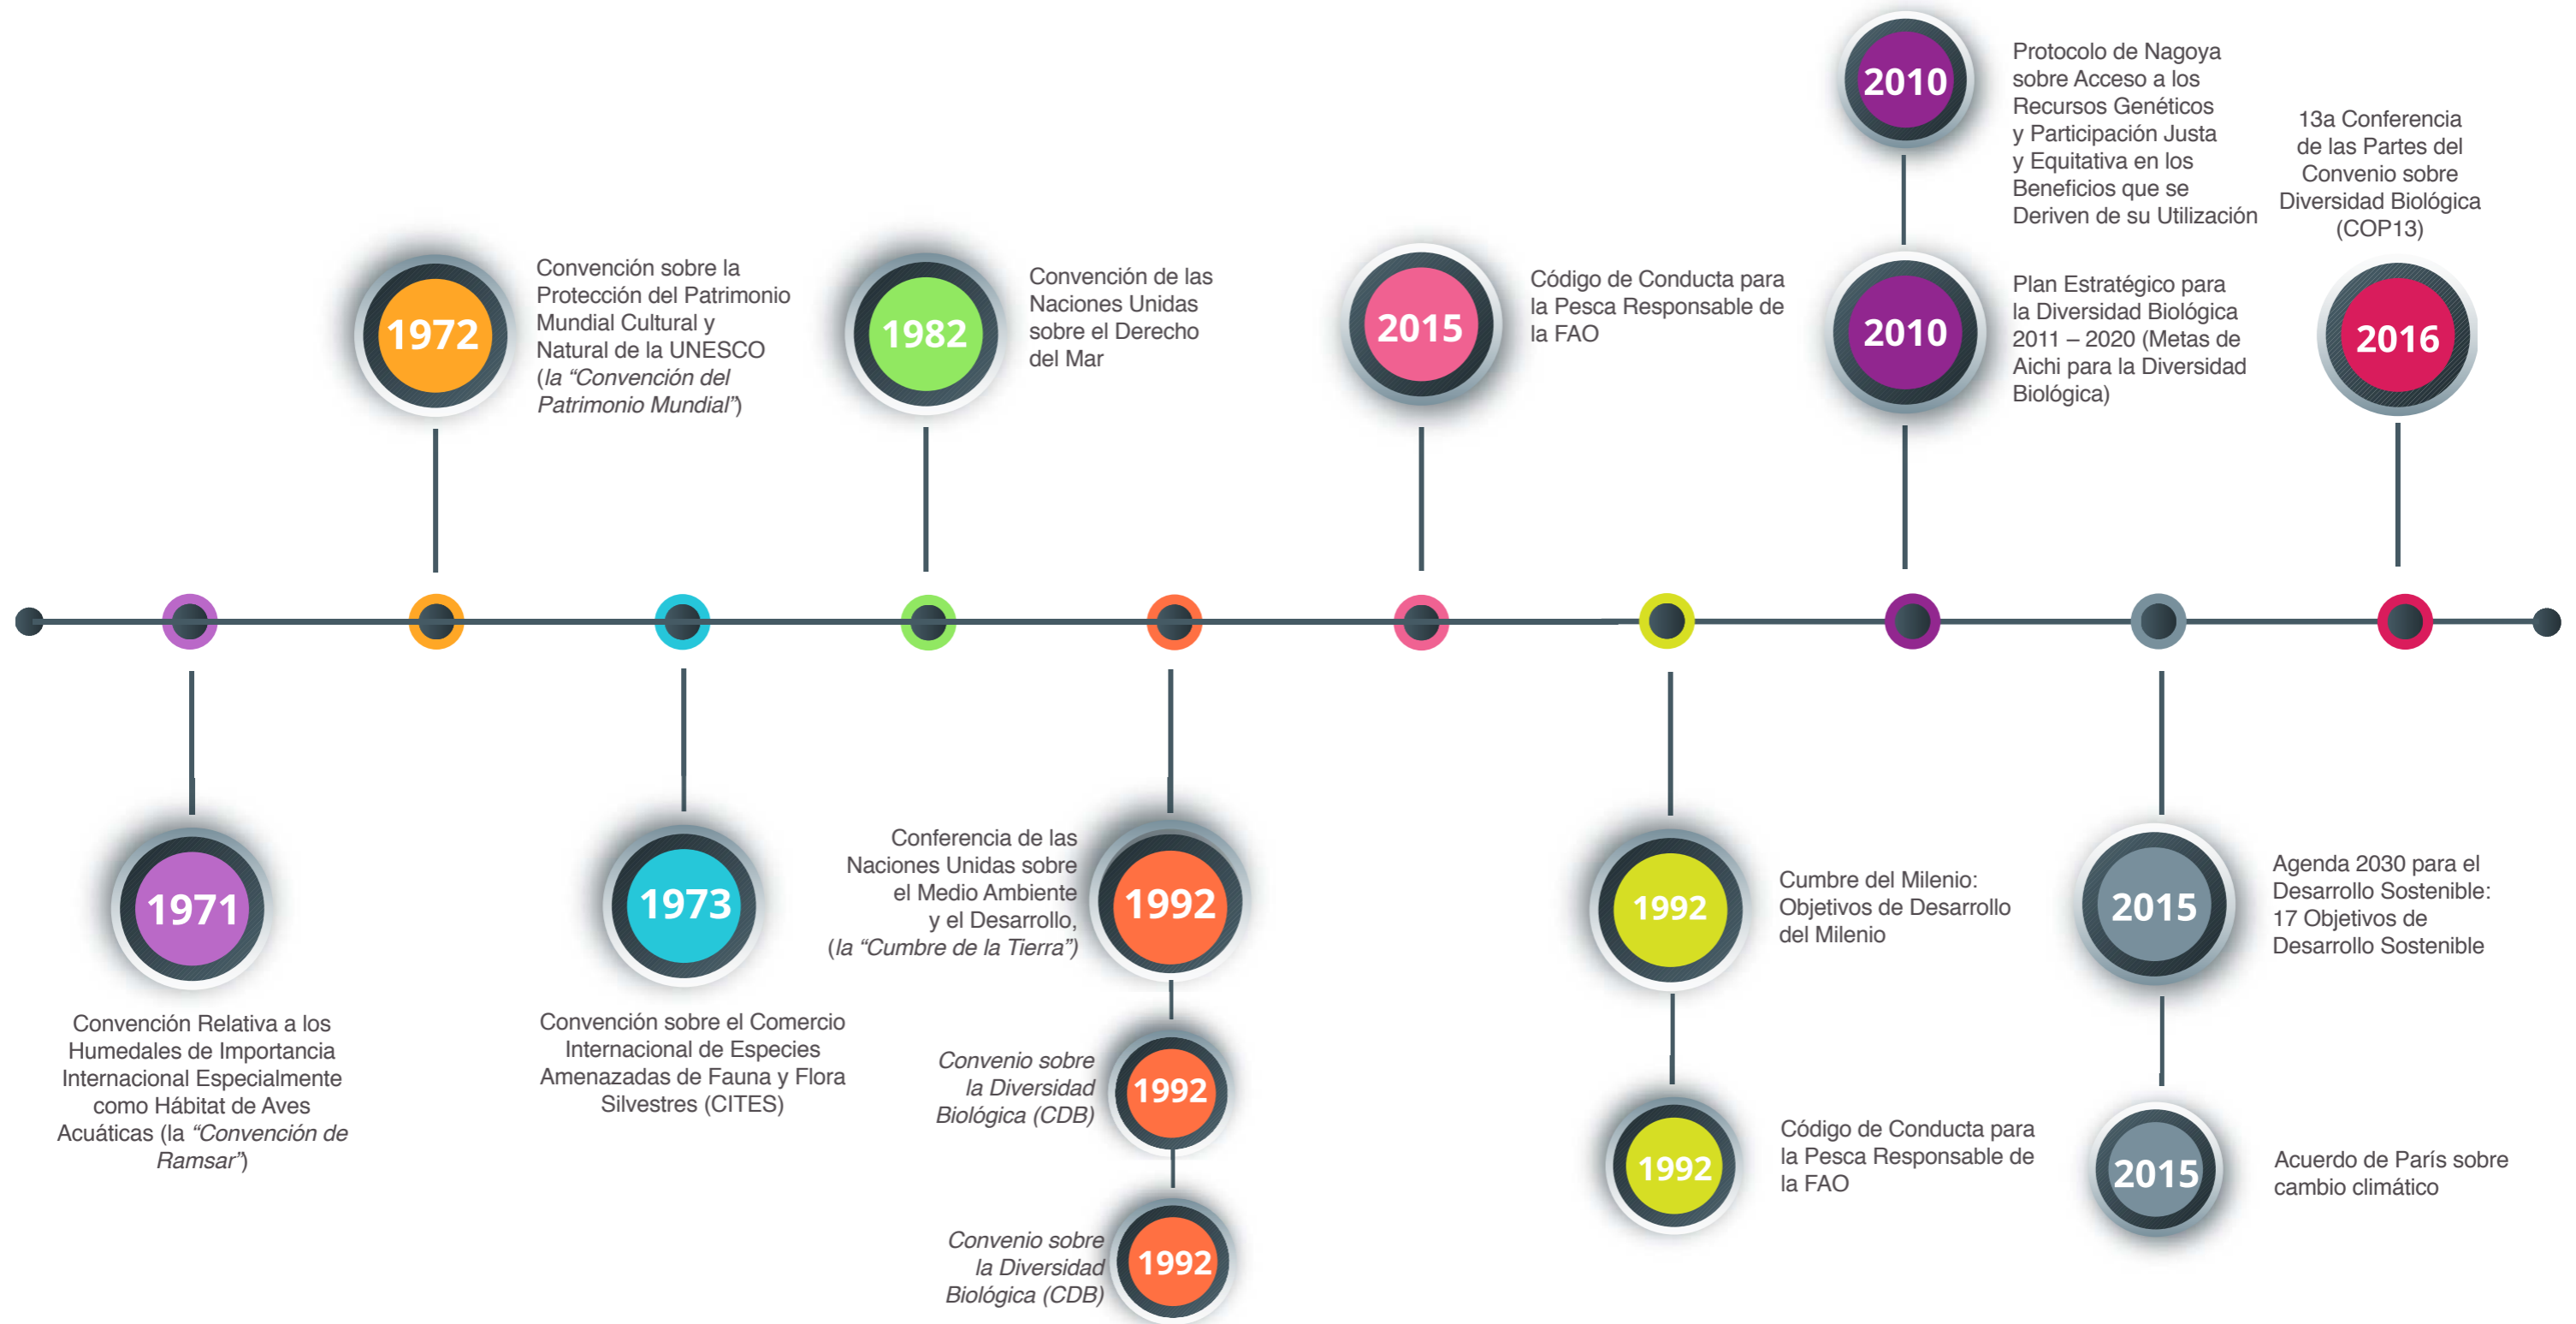 1971
Convención Relativa a los
Humedales de Importancia
Internacional Especialmente
como Hábitat de Aves
Acuáticas (la “Convención de
Ramsar”)
1972
Convención sobre la
Protección del Patrimonio
Mundial Cultural y
Natural de la UNESCO
(la “Convención del
Patrimonio Mundial”)
1973
Convención sobre el Comercio
Internacional de Especies
Amenazadas de Fauna y Flora
Silvestres (CITES)
1982
Convención de las
Naciones Unidas
sobre el Derecho
del Mar
Conferencia de las
Naciones Unidas sobre
el Medio Ambiente
y el Desarrollo,
(la “Cumbre de la Tierra”)
1992
Convenio sobre
la Diversidad
Biológica (CDB)
1992
Convenio sobre
la Diversidad
Biológica (CDB)
1992
2015
Código de Conducta para
la Pesca Responsable de
la FAO
1992
Cumbre del Milenio:
Objetivos de Desarrollo
del Milenio
1992
Código de Conducta para
la Pesca Responsable de
la FAO
2010
Protocolo de Nagoya
sobre Acceso a los
Recursos Genéticos
y Participación Justa
y Equitativa en los
Beneficios que se
Deriven de su Utilización
2010
Plan Estratégico para
la Diversidad Biológica
2011 – 2020 (Metas de
Aichi para la Diversidad
Biológica)
2015
Agenda 2030 para el
Desarrollo Sostenible:
17 Objetivos de
Desarrollo Sostenible
2015
Acuerdo de París sobre
cambio climático
13a Conferencia
de las Partes del
Convenio sobre
Diversidad Biológica
(COP13)
2016